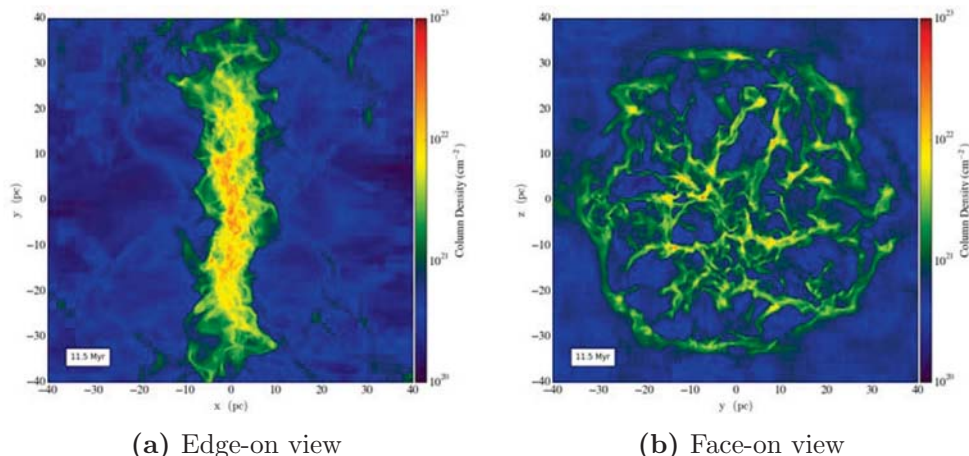 40
30
20
10
0
−10
−20
−30
−40
y (pc)
11.5 Myr
−40 −30 −20 −10 0 10 20 30 40
x (pc)
10^23
10^22
10^21
10^20
Column Density (cm^-2)
(a) Edge-on view
40
30
20
10
0
−10
−20
−30
−40
z (pc)
11.5 Myr
−40 −30 −20 −10 0 10 20 30 40
y (pc)
10^23
10^22
10^21
10^20
Column Density (cm^-2)
(b) Face-on view